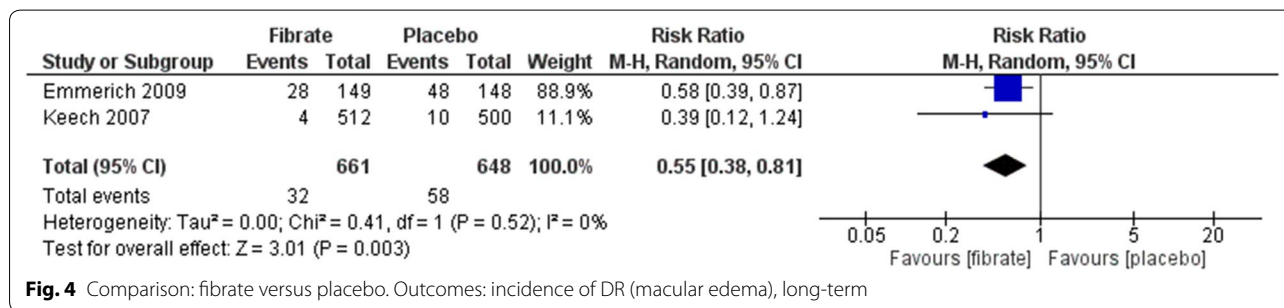 Fibrate Placebo Risk Ratio Risk Ratio
Study or Subgroup Events Total Events Total Weight M-H, Random, 95% CI M-H, Random, 95% CI
Emmerich 2009 28 149 48 148 88.9% 0.58 [0.39, 0.87]
Keech 2007 4 512 10 500 11.1% 0.39 [0.12, 1.24]
Total (95% CI) 661 648 100.0% 0.55 [0.38, 0.81]
Total events 32 58
Heterogeneity: Tau² = 0.00; Chi² = 0.41, df = 1 (P = 0.52); I² = 0%
Test for overall effect: Z = 3.01 (P = 0.003)
0.05 0.2 1 5 20
Favours [fibrate] Favours [placebo]
Fig. 4 Comparison: fibrate versus placebo. Outcomes: incidence of DR (macular edema), long-term